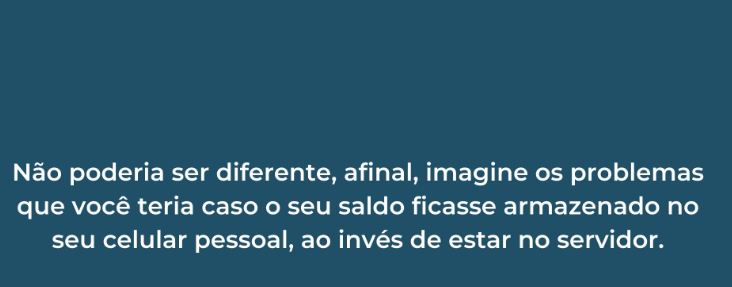 Não poderia ser diferente, afinal, imagine os problemas
que você teria caso o seu saldo ficasse armazenado no
seu celular pessoal, ao invés de estar no servidor.